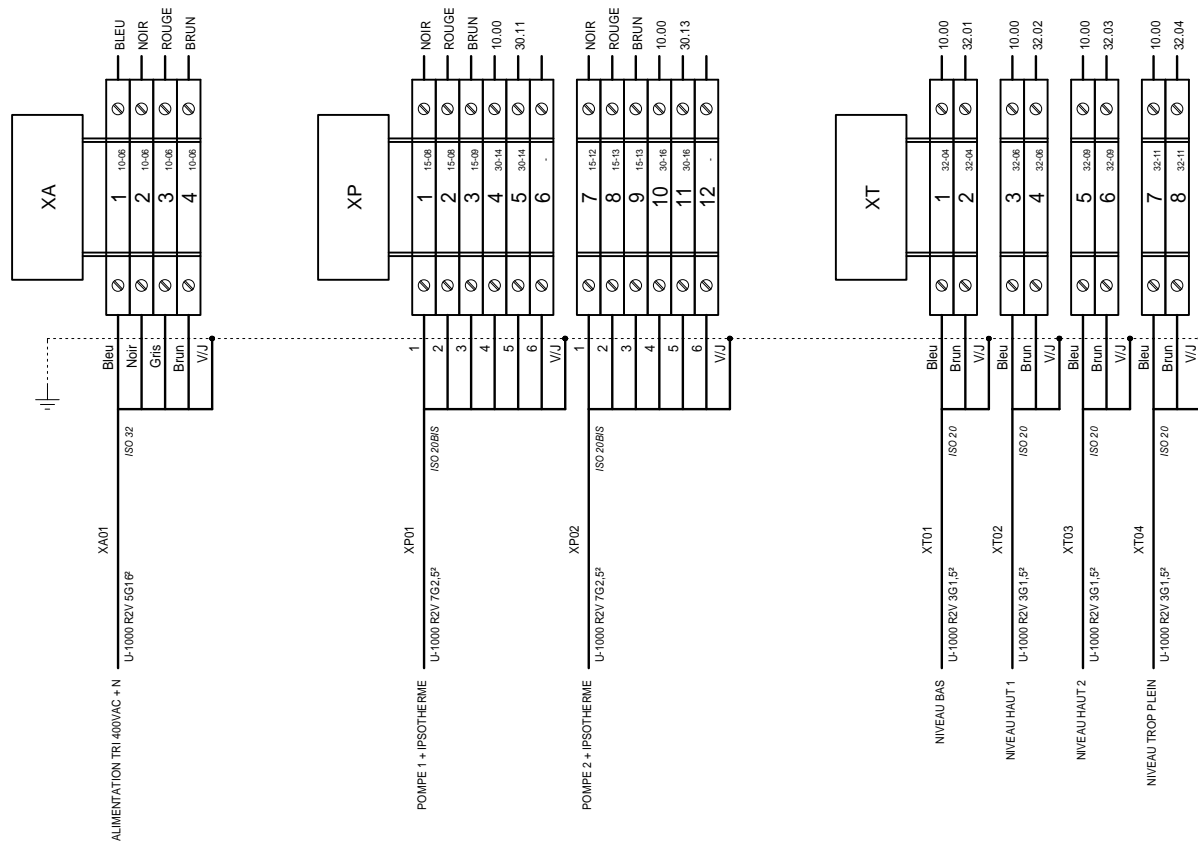 BLEU
NOIR
ROUGE
BRUN
NOIR
ROUGE
BRUN
10.00
30.11
NOIR
ROUGE
BRUN
10.00
30.13
10.00
32.01
10.00
32.02
10.00
32.03
10.00
32.04
XA
1 10-06
2 10-06
3 10-06
4 10-06
XP
1 15-08
2 15-08
3 15-09
4 30-14
5 30-14
6 -
7 15-12
8 15-13
9 15-13
10 30-16
11 30-16
12 -
XT
1 32-04
2 32-04
3 32-06
4 32-06
5 32-09
6 32-09
7 32-11
8 32-11
Bleu
Noir
Gris
Brun
V/J
1
2
3
4
5
6
V/J
1
2
3
4
5
6
V/J
Bleu
Brun
V/J
Bleu
Brun
V/J
Bleu
Brun
V/J
Bleu
Brun
V/J
ISO 32
ISO 20BIS
ISO 20BIS
ISO 20
ISO 20
ISO 20
ISO 20
XA01
XP01
XP02
XT01
XT02
XT03
XT04
U-1000 R2V 5G16²
U-1000 R2V 7G2,5²
U-1000 R2V 7G2,5²
U-1000 R2V 3G1,5²
U-1000 R2V 3G1,5²
U-1000 R2V 3G1,5²
U-1000 R2V 3G1,5²
ALIMENTATION TRI 400VAC + N
POMPE 1 + IPSOTHERME
POMPE 2 + IPSOTHERME
NIVEAU BAS
NIVEAU HAUT 1
NIVEAU HAUT 2
NIVEAU TROP PLEIN